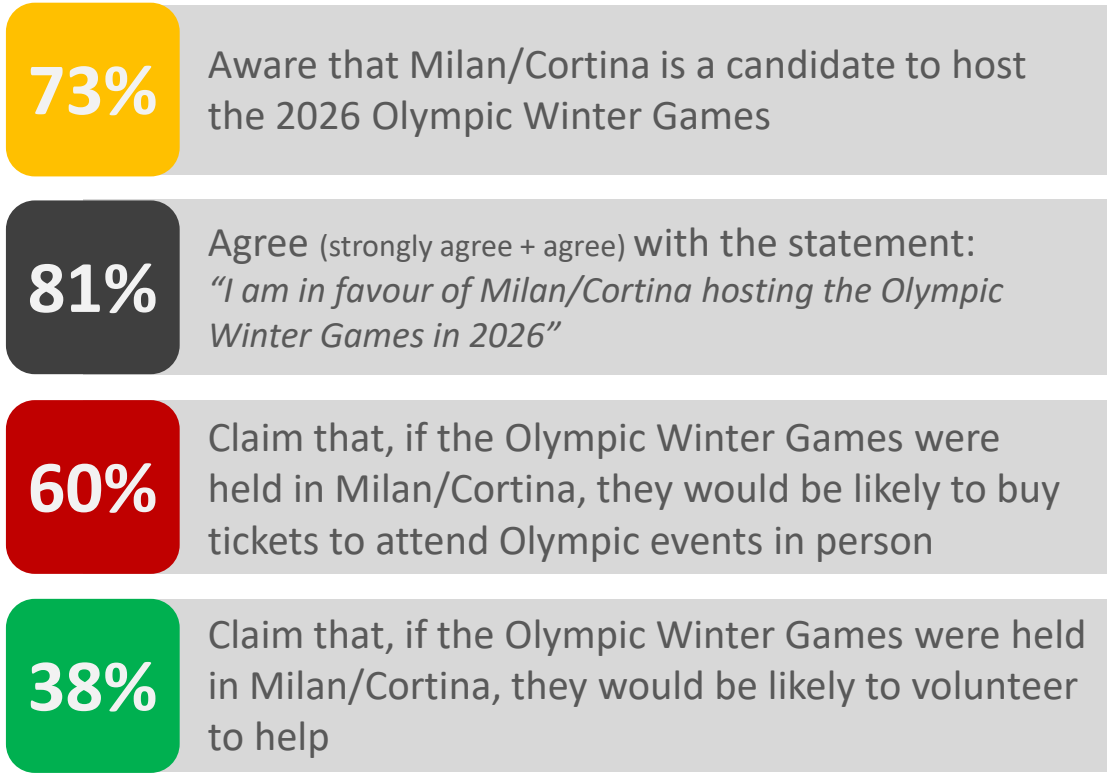 73%
Aware that Milan/Cortina is a candidate to host
the 2026 Olympic Winter Games
81%
Agree (strongly agree + agree) with the statement:
“I am in favour of Milan/Cortina hosting the Olympic
Winter Games in 2026”
60%
Claim that, if the Olympic Winter Games were
held in Milan/Cortina, they would be likely to buy
tickets to attend Olympic events in person
38%
Claim that, if the Olympic Winter Games were held
in Milan/Cortina, they would be likely to volunteer
to help